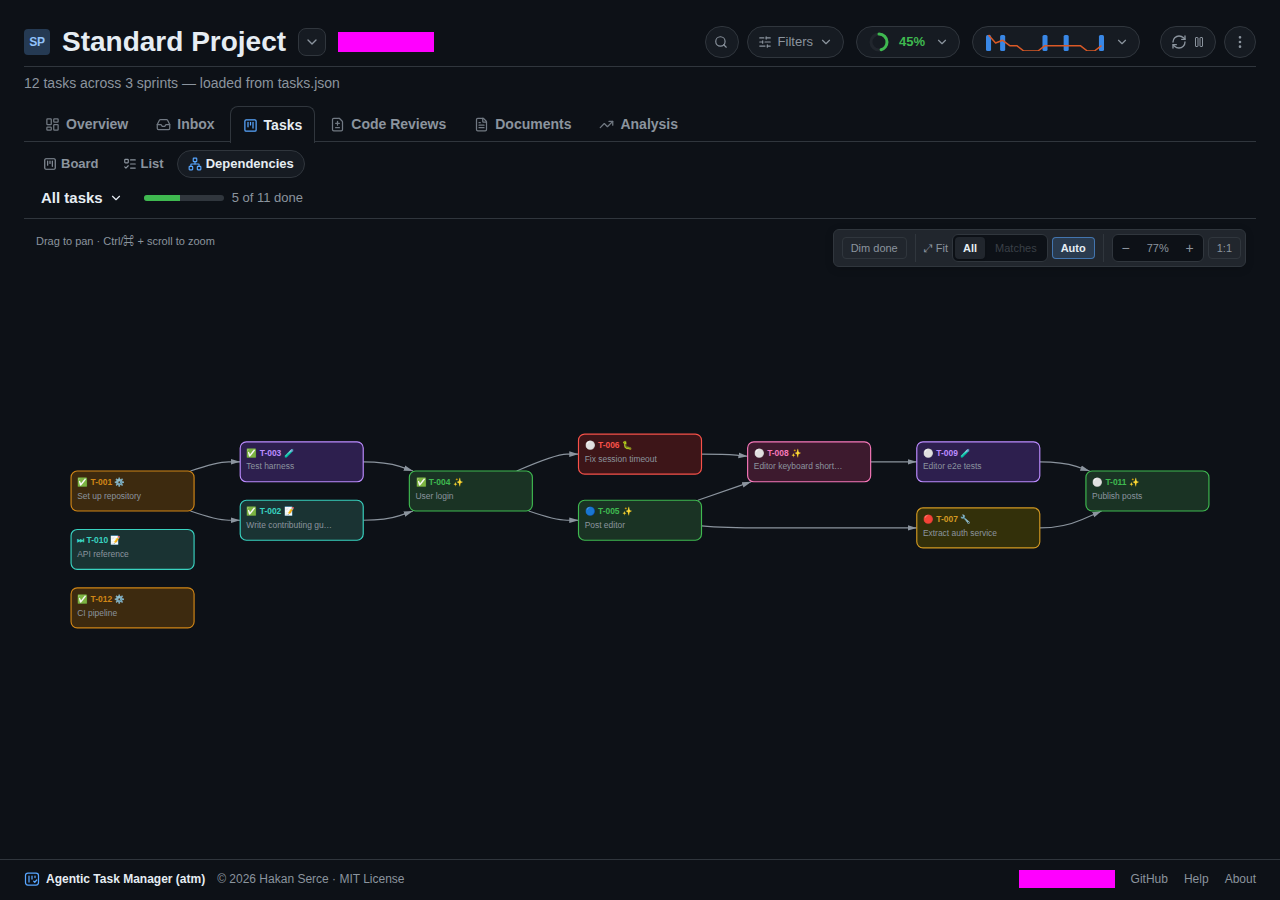 SP Standard Project
Filters
45%
12 tasks across 3 sprints — loaded from tasks.json
Overview Inbox Tasks Code Reviews Documents Analysis
Board List Dependencies
All tasks 5 of 11 done
Drag to pan · Ctrl/⌘ + scroll to zoom
Dim done Fit All Matches Auto − 77% + 1:1
T-001
Set up repository
T-010
API reference
T-012
CI pipeline
T-003
Test harness
T-002
Write contributing gu...
T-004
User login
T-006
Fix session timeout
T-005
Post editor
T-008
Editor keyboard short...
T-009
Editor e2e tests
T-007
Extract auth service
T-011
Publish posts
Agentic Task Manager (atm) © 2026 Hakan Serce · MIT License
GitHub Help About